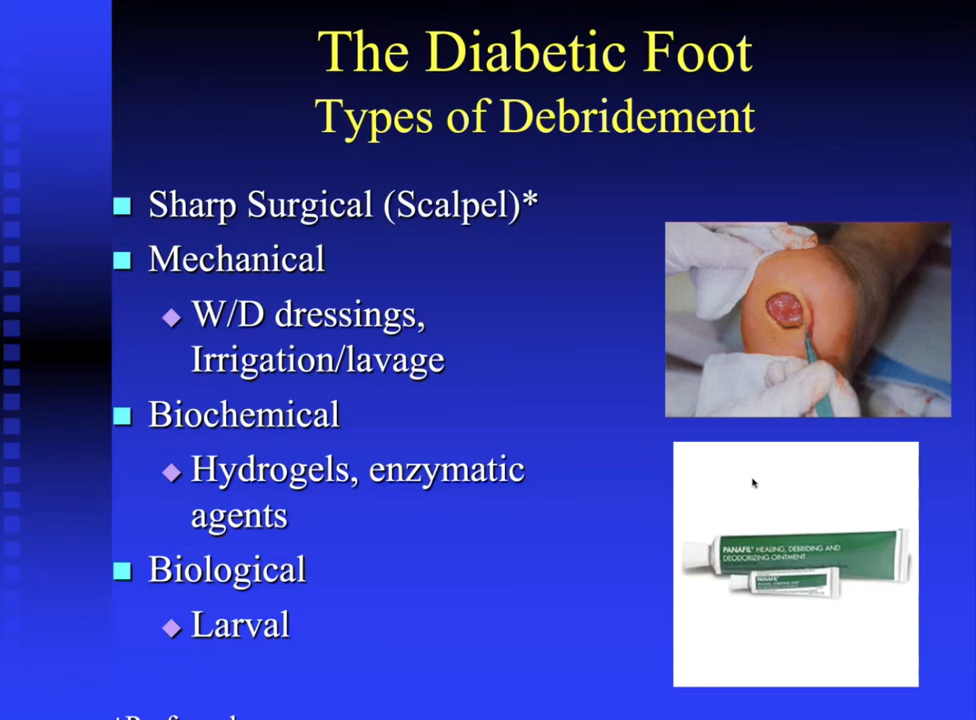 The Diabetic Foot
Types of Debridement
Sharp Surgical (Scalpel)*
Mechanical
W/D dressings,
Irrigation/lavage
Biochemical
Hydrogels, enzymatic
agents
Biological
Larval
PANAFIL® HEALING, DEBRIDING AND
DEODORIZING OINTMENT
PANAFIL